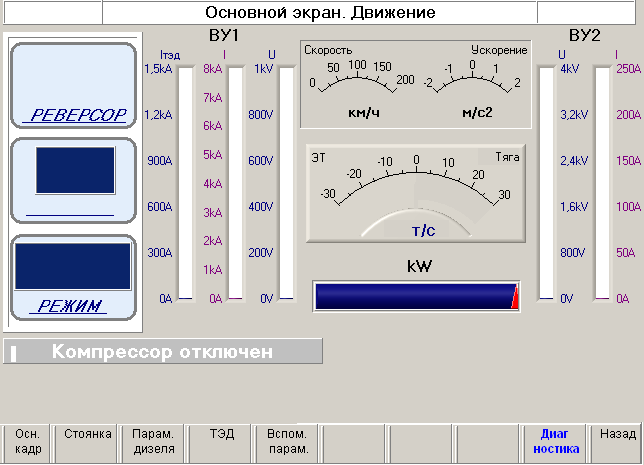 Основной экран. Движение
ВУ1
ВУ2
Iтэд
I
U
U
I
1,5kA
1,2kA
900A
600A
300A
0A
8kA
7kA
6kA
5kA
4kA
3kA
2kA
1kA
0A
1kV
800V
600V
400V
200V
0V
РЕВЕРСОР
РЕЖИМ
Скорость
Ускорение
0 50 100 150 200
-2 -1 0 1 2
км/ч
м/с2
ЭТ
Тяга
-30 -20 -10 0 10 20 30
т/с
kW
4kV
3,2kV
2,4kV
1,6kV
800V
0V
250A
200A
150A
100A
50A
0A
Компрессор отключен
Осн.
кадр
Стоянка
Парам.
дизеля
ТЭД
Вспом.
парам.
Диаг
ностика
Назад